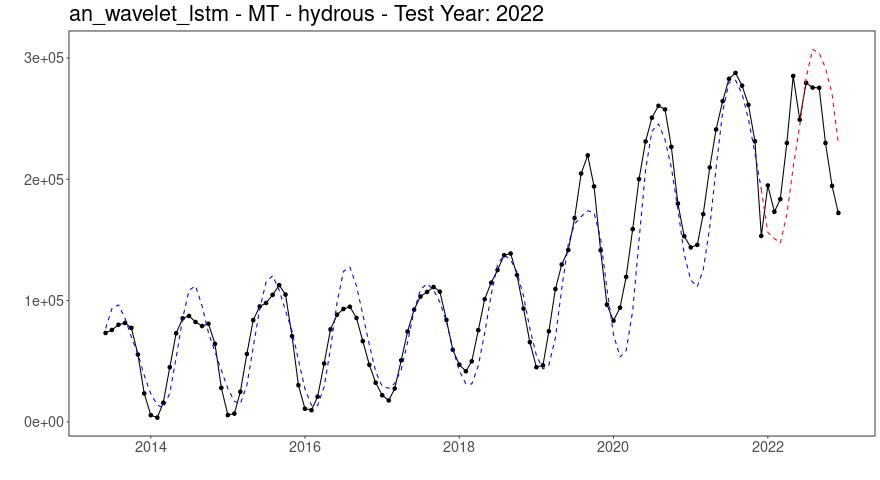 an_wavelet_lstm - MT - hydrous - Test Year: 2022
3e+05
2e+05
1e+05
0e+00
2014 2016 2018 2020 2022